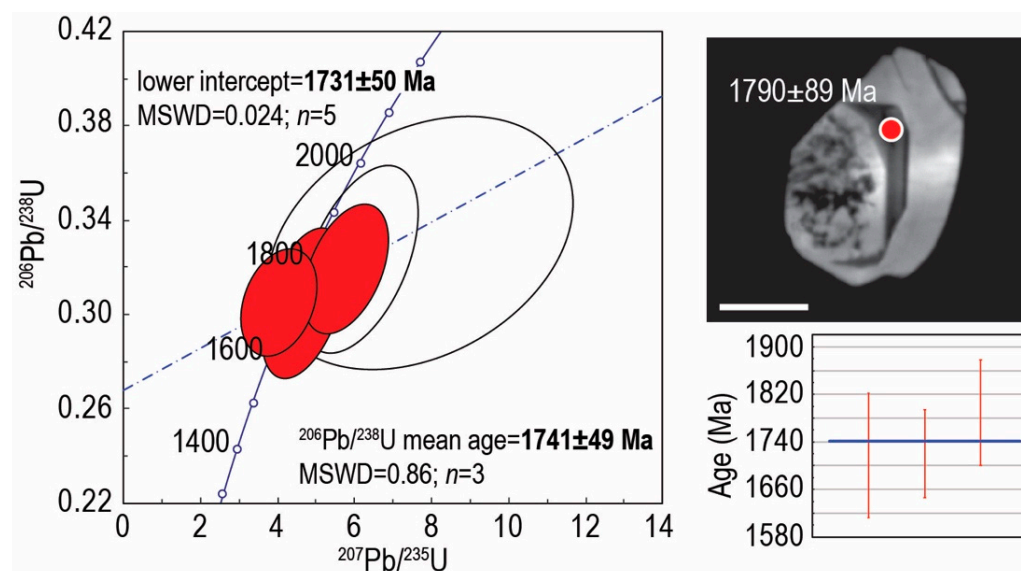 0.42
0.38
0.34
0.30
0.26
0.22
206Pb/238U
lower intercept=1731±50 Ma
MSWD=0.024; n=5
2000
1800
1600
1400
206Pb/238U mean age=1741±49 Ma
MSWD=0.86; n=3
0 2 4 6 8 10 12 14
207Pb/235U
1790±89 Ma
Age (Ma)
1900
1820
1740
1660
1580